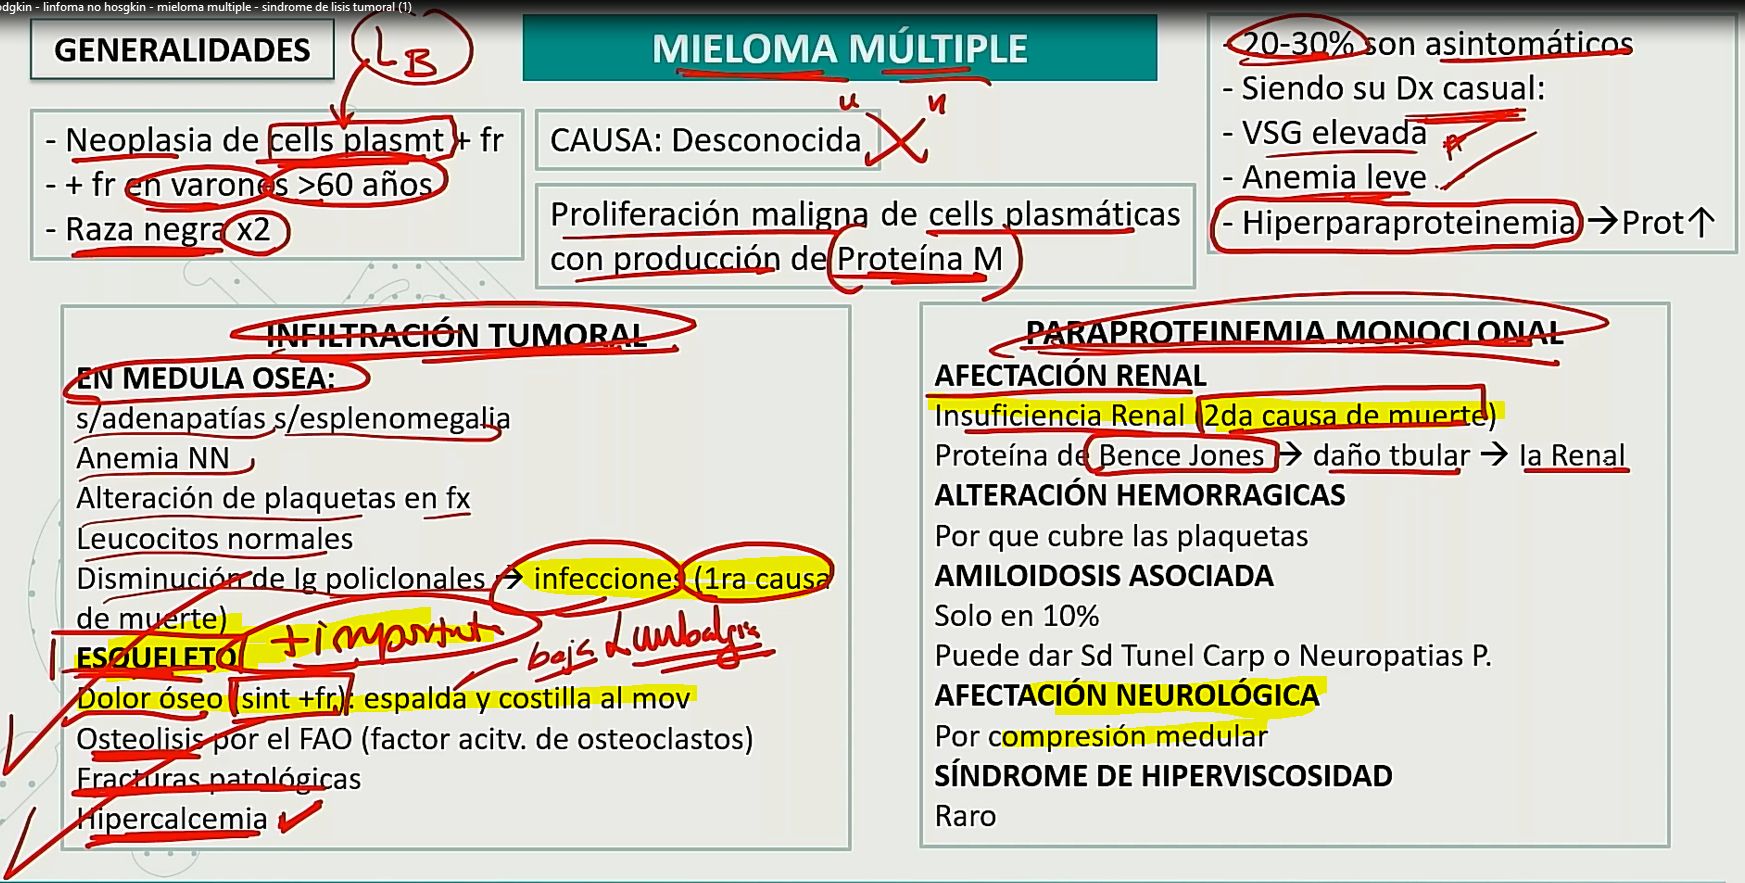 odgkin - linfoma no hosgkin - mieloma multiple - sindrome de lisis tumoral (1)
GENERALIDADES
LB
- Neoplasia de cells plasmt + fr
- + fr en varones >60 años
- Raza negra x2
MIELOMA MÚLTIPLE
CAUSA: Desconocida
Proliferación maligna de cells plasmáticas
con producción de Proteína M
- 20-30% son asintomáticos
- Siendo su Dx casual:
- VSG elevada
- Anemia leve
- Hiperparaproteinemia →Prot↑
INFILTRACIÓN TUMORAL
EN MEDULA OSEA:
s/adenapatías s/esplenomegalia
Anemia NN
Alteración de plaquetas en fx
Leucocitos normales
Disminución de Ig policlonales → infecciones (1ra causa
de muerte)
ESQUELETO
+ importante
baja Lumbalgia
Dolor óseo (sint +fr): espalda y costilla al mov
Osteolisis por el FAO (factor acitv. de osteoclastos)
Fracturas patológicas
Hipercalcemia
PARAPROTEINEMIA MONOCLONAL
AFECTACIÓN RENAL
Insuficiencia Renal (2da causa de muerte)
Proteína de Bence Jones → daño tbular → Ia Renal
ALTERACIÓN HEMORRAGICAS
Por que cubre las plaquetas
AMILOIDOSIS ASOCIADA
Solo en 10%
Puede dar Sd Tunel Carp o Neuropatias P.
AFECTACIÓN NEUROLÓGICA
Por compresión medular
SÍNDROME DE HIPERVISCOSIDAD
Raro